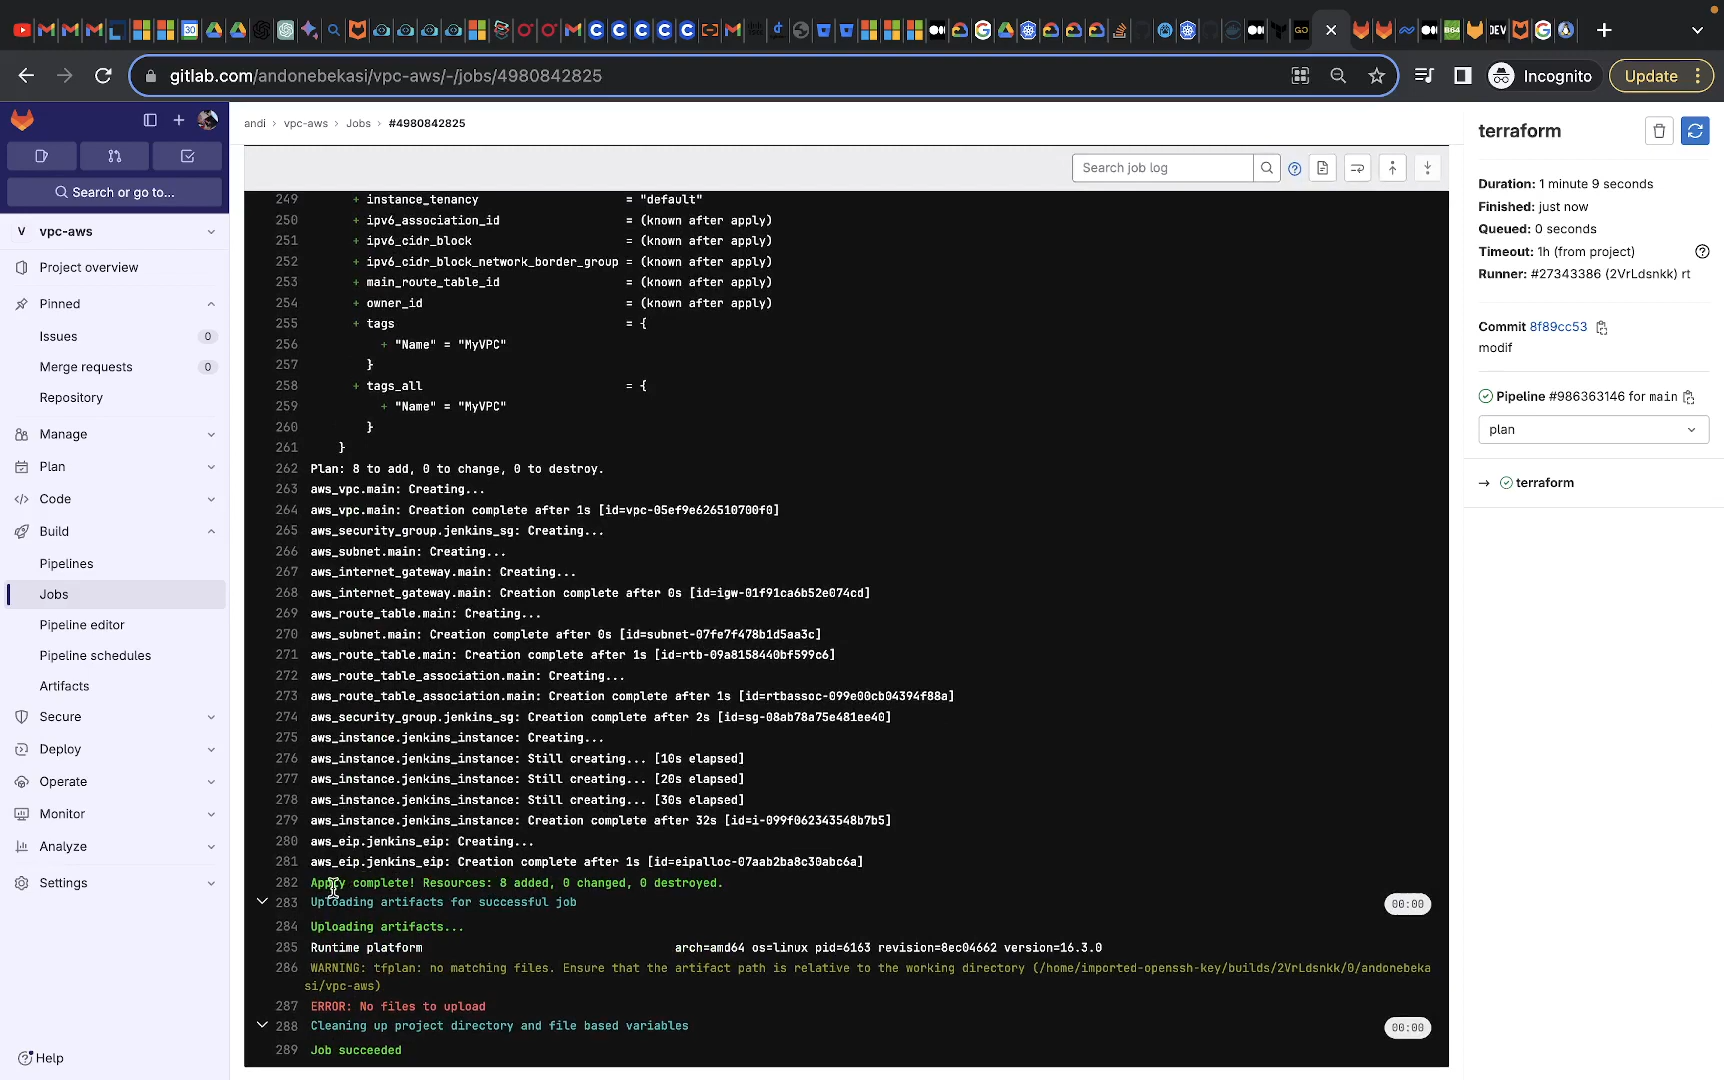 gitlab.com/andonebekasi/vpc-aws/-/jobs/4980842825
Incognito
Update
andi › vpc-aws › Jobs › #4980842825
Search or go to...
V vpc-aws
Project overview
Pinned
Issues 0
Merge requests 0
Repository
Manage
Plan
Code
Build
Pipelines
Jobs
Pipeline editor
Pipeline schedules
Artifacts
Secure
Deploy
Operate
Monitor
Analyze
Settings
Help
Search job log
249 + instance_tenancy = "default"
250 + ipv6_association_id = (known after apply)
251 + ipv6_cidr_block = (known after apply)
252 + ipv6_cidr_block_network_border_group = (known after apply)
253 + main_route_table_id = (known after apply)
254 + owner_id = (known after apply)
255 + tags = {
256 + "Name" = "MyVPC"
257 }
258 + tags_all = {
259 + "Name" = "MyVPC"
260 }
261 }
262 Plan: 8 to add, 0 to change, 0 to destroy.
263 aws_vpc.main: Creating...
264 aws_vpc.main: Creation complete after 1s [id=vpc-05ef9e626510700f0]
265 aws_security_group.jenkins_sg: Creating...
266 aws_subnet.main: Creating...
267 aws_internet_gateway.main: Creating...
268 aws_internet_gateway.main: Creation complete after 0s [id=igw-01f91ca6b52e074cd]
269 aws_route_table.main: Creating...
270 aws_subnet.main: Creation complete after 0s [id=subnet-07fe7f478b1d5aa3c]
271 aws_route_table.main: Creation complete after 1s [id=rtb-09a8158440bf599c6]
272 aws_route_table_association.main: Creating...
273 aws_route_table_association.main: Creation complete after 1s [id=rtbassoc-099e00cb04394f88a]
274 aws_security_group.jenkins_sg: Creation complete after 2s [id=sg-08ab78a75e481ee40]
275 aws_instance.jenkins_instance: Creating...
276 aws_instance.jenkins_instance: Still creating... [10s elapsed]
277 aws_instance.jenkins_instance: Still creating... [20s elapsed]
278 aws_instance.jenkins_instance: Still creating... [30s elapsed]
279 aws_instance.jenkins_instance: Creation complete after 32s [id=i-099f062343548b7b5]
280 aws_eip.jenkins_eip: Creating...
281 aws_eip.jenkins_eip: Creation complete after 1s [id=eipalloc-07aab2ba8c30abc6a]
282 Apply complete! Resources: 8 added, 0 changed, 0 destroyed.
283 Uploading artifacts for successful job 00:00
284 Uploading artifacts...
285 Runtime platform arch=amd64 os=linux pid=6163 revision=8ec04662 version=16.3.0
286 WARNING: tfplan: no matching files. Ensure that the artifact path is relative to the working directory (/home/imported-openssh-key/builds/2VrLdsnkk/0/andonebeka
si/vpc-aws)
287 ERROR: No files to upload
288 Cleaning up project directory and file based variables 00:00
289 Job succeeded
terraform
Duration: 1 minute 9 seconds
Finished: just now
Queued: 0 seconds
Timeout: 1h (from project)
Runner: #27343386 (2VrLdsnkk) rt
Commit 8f89cc53
modif
Pipeline #986363146 for main
plan
→ terraform